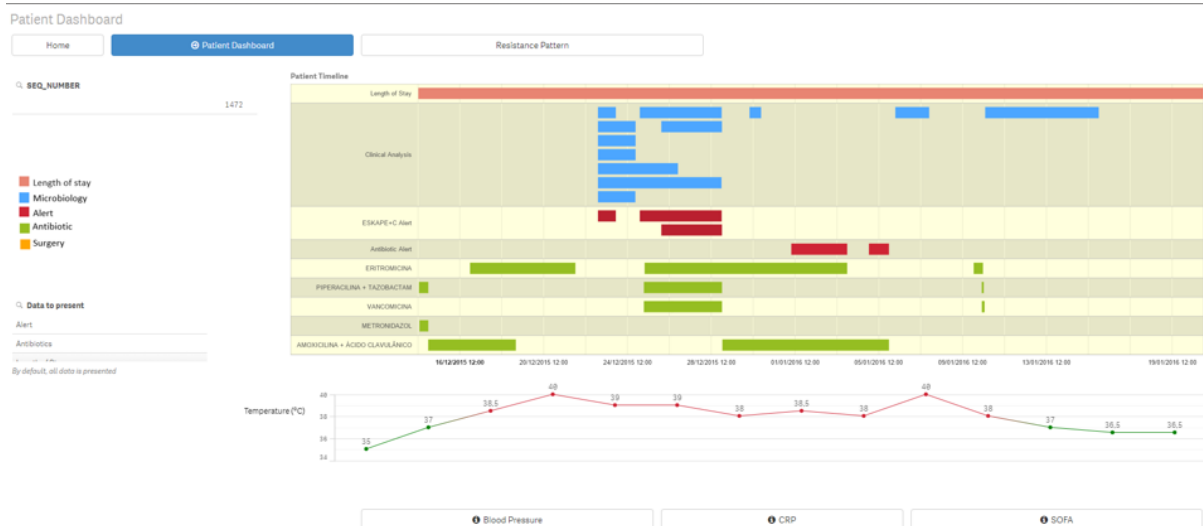 Patient Dashboard
Home
Patient Dashboard
Resistance Pattern
SEQ_NUMBER
1472
Length of stay
Microbiology
Alert
Antibiotic
Surgery
Data to present
Alert
Antibiotics
By default, all data is presented
Patient Timeline
Length of Stay
Clinical Analysis
ESKAPE+C Alert
Antibiotic Alert
ERITROMICINA
PIPERACILINA + TAZOBACTAM
VANCOMICINA
METRONIDAZOL
AMOXICILINA + ÁCIDO CLAVULÂNICO
16/12/2015 12:00 20/12/2015 12:00 24/12/2015 12:00 28/12/2015 12:00 01/01/2016 12:00 05/01/2016 12:00 09/01/2016 12:00 13/01/2016 12:00 19/01/2016 12:00
Temperature (ºC)
40
38
36
34
35 37 38,5 40 39 39 38 38,5 38 40 38 37 36,5 36,5
Blood Pressure
CRP
SOFA